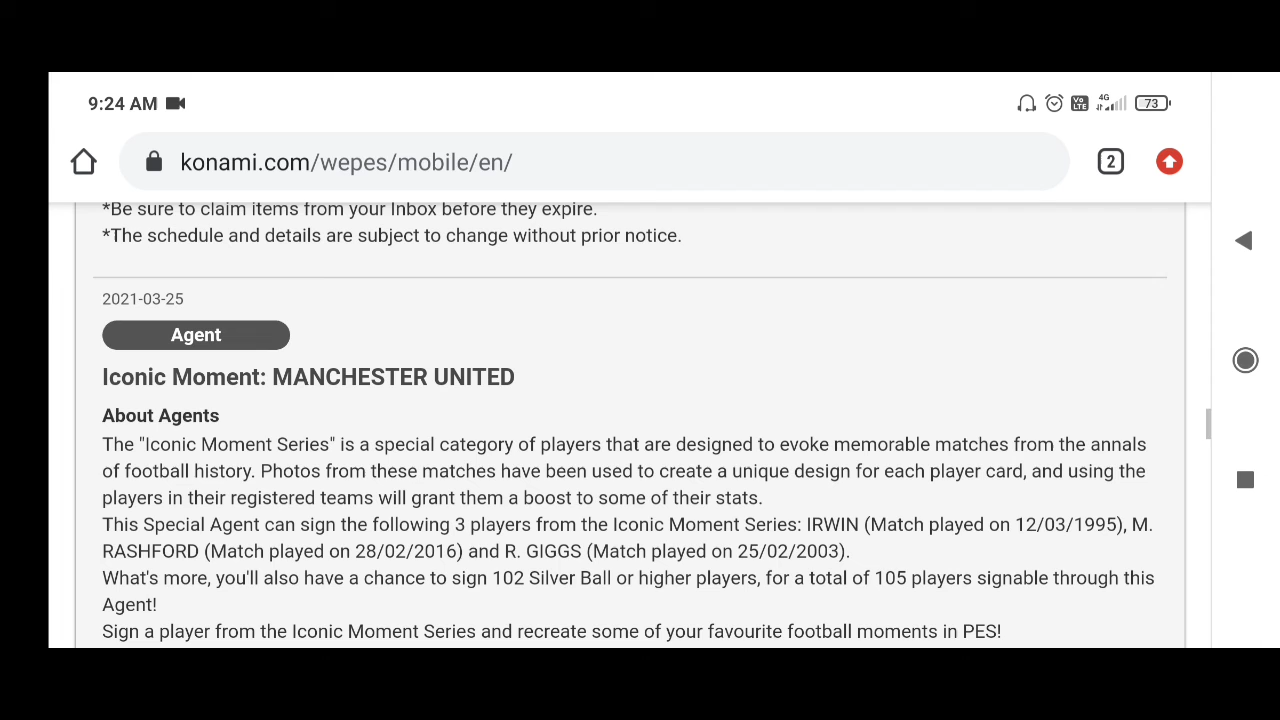 9:24 AM
4G
Vo
LTE
73
konami.com/wepes/mobile/en/
2
*Be sure to claim items from your Inbox before they expire.
*The schedule and details are subject to change without prior notice.
2021-03-25
Agent
Iconic Moment: MANCHESTER UNITED
About Agents
The "Iconic Moment Series" is a special category of players that are designed to evoke memorable matches from the annals
of football history. Photos from these matches have been used to create a unique design for each player card, and using the
players in their registered teams will grant them a boost to some of their stats.
This Special Agent can sign the following 3 players from the Iconic Moment Series: IRWIN (Match played on 12/03/1995), M.
RASHFORD (Match played on 28/02/2016) and R. GIGGS (Match played on 25/02/2003).
What's more, you'll also have a chance to sign 102 Silver Ball or higher players, for a total of 105 players signable through this
Agent!
Sign a player from the Iconic Moment Series and recreate some of your favourite football moments in PES!